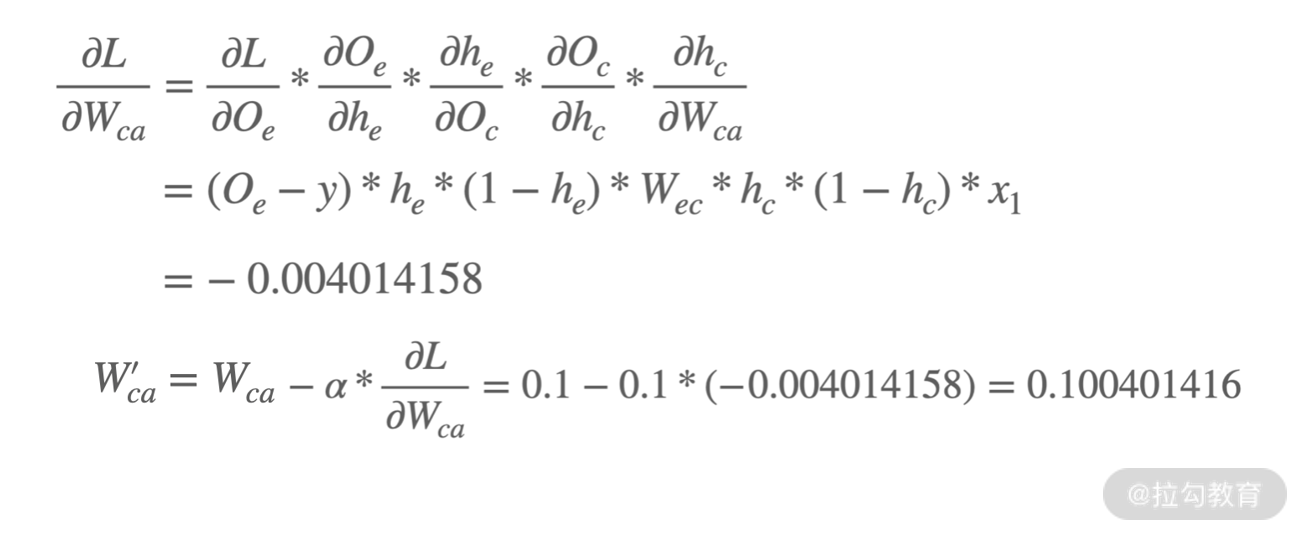 ∂L/∂W_ca = ∂L/∂O_e * ∂O_e/∂h_e * ∂h_e/∂O_c * ∂O_c/∂h_c * ∂h_c/∂W_ca
= (O_e − y) * h_e * (1 − h_e) * W_ec * h_c * (1 − h_c) * x_1
= − 0.004014158
W′_ca = W_ca − α * ∂L/∂W_ca = 0.1 − 0.1 * (−0.004014158) = 0.100401416
@拉勾教育